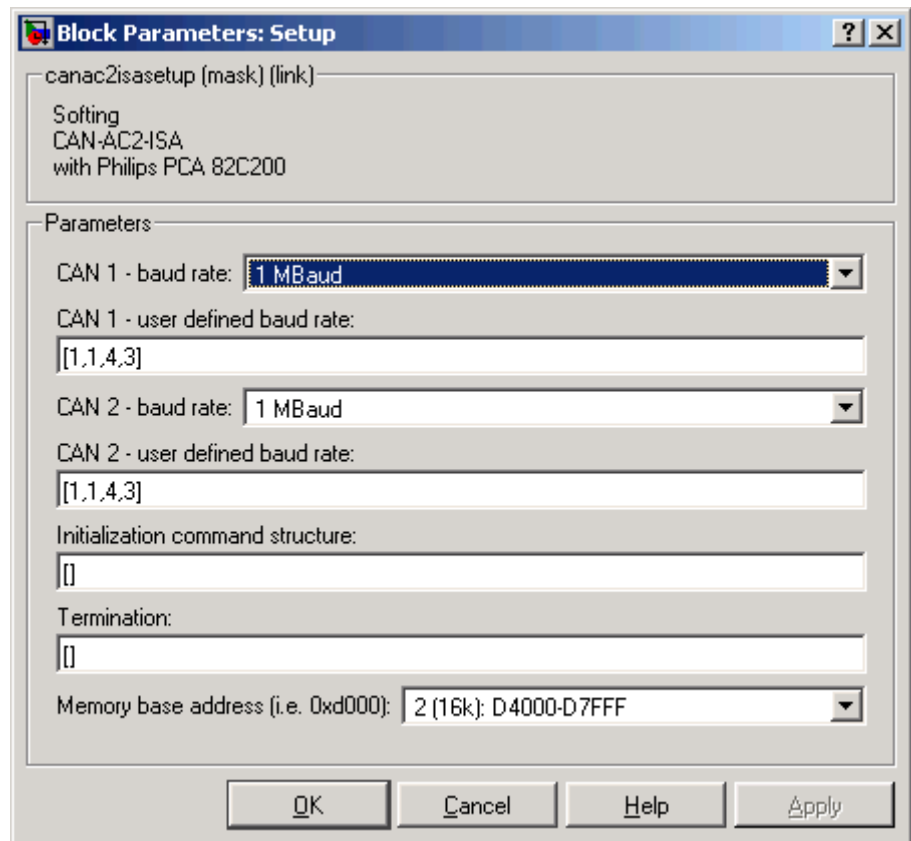 Block Parameters: Setup
canac2isasetup (mask) (link)
Softing
CAN-AC2-ISA
with Philips PCA 82C200
Parameters
CAN 1 - baud rate: 1 MBaud
CAN 1 - user defined baud rate:
[1,1,4,3]
CAN 2 - baud rate: 1 MBaud
CAN 2 - user defined baud rate:
[1,1,4,3]
Initialization command structure:
[]
Termination:
[]
Memory base address (i.e. 0xd000): 2 (16k): D4000-D7FFF
OK Cancel Help Apply